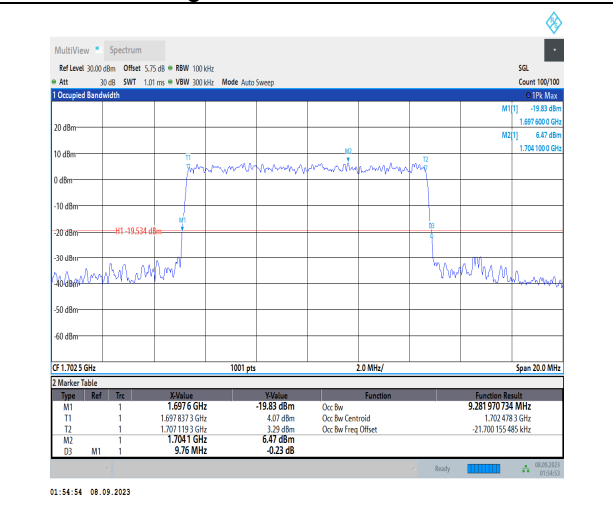 MultiView Spectrum
Ref Level 30.00 dBm Offset 5.75 dB RBW 100 kHz SGL
Att 30 dB SWT 1.01 ms VBW 300 kHz Mode Auto Sweep Count 100/100
1 Occupied Bandwidth 1Pk Max
M1[1] -19.83 dBm
1.697 600 0 GHz
M2[1] 6.47 dBm
1.704 100 0 GHz
20 dBm
10 dBm
M2
T1
T2
0 dBm
-10 dBm
M1
D3
-20 dBm
H1 -19.534 dBm
-30 dBm
-40 dBm
-50 dBm
-60 dBm
CF 1.702 5 GHz 1001 pts 2.0 MHz/ Span 20.0 MHz
2 Marker Table
Type Ref Trc X-Value Y-Value Function Function Result
M1 1 1.697 6 GHz -19.83 dBm Occ Bw 9.281 970 734 MHz
T1 1 1.697 837 3 GHz 4.07 dBm Occ Bw Centroid 1.702 478 3 GHz
T2 1 1.707 119 3 GHz 3.29 dBm Occ Bw Freq Offset -21.700 155 485 kHz
M2 1 1.704 1 GHz 6.47 dBm
D3 M1 1 9.76 MHz -0.23 dB
Ready 08.09.2023
01:54:53
01:54:54 08.09.2023